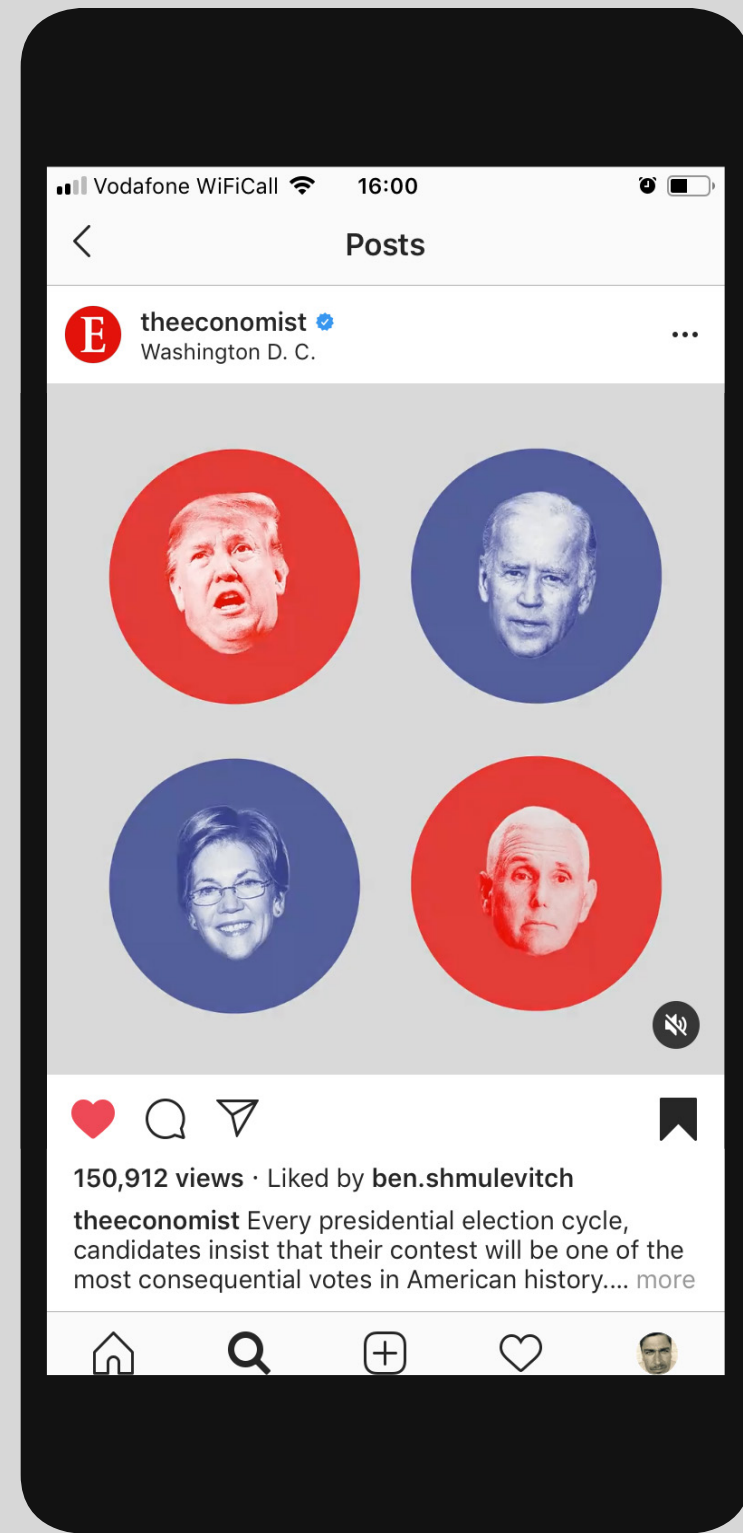 Vodafone WiFiCall 16:00
Posts
E
theeconomist
Washington D. C.
150,912 views · Liked by ben.shmulevitch
theeconomist Every presidential election cycle,
candidates insist that their contest will be one of the
most consequential votes in American history.... more